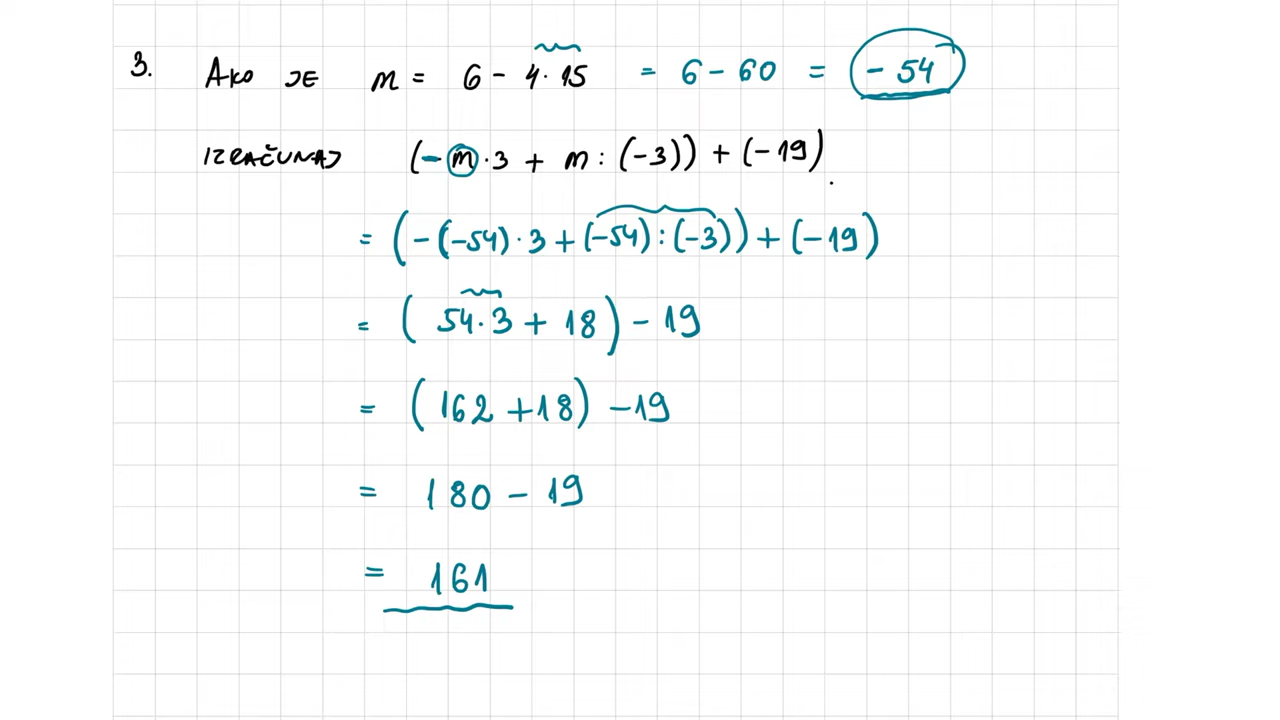 3. AKO JE m = 6 - 4 · 15 = 6 - 60 = - 54
IZRAČUNAJ (- m · 3 + m : (-3)) + (-19).
= (- (-54) · 3 + (-54) : (-3)) + (-19)
= ( 54 · 3 + 18 ) - 19
= ( 162 + 18) - 19
= 180 - 19
= 161